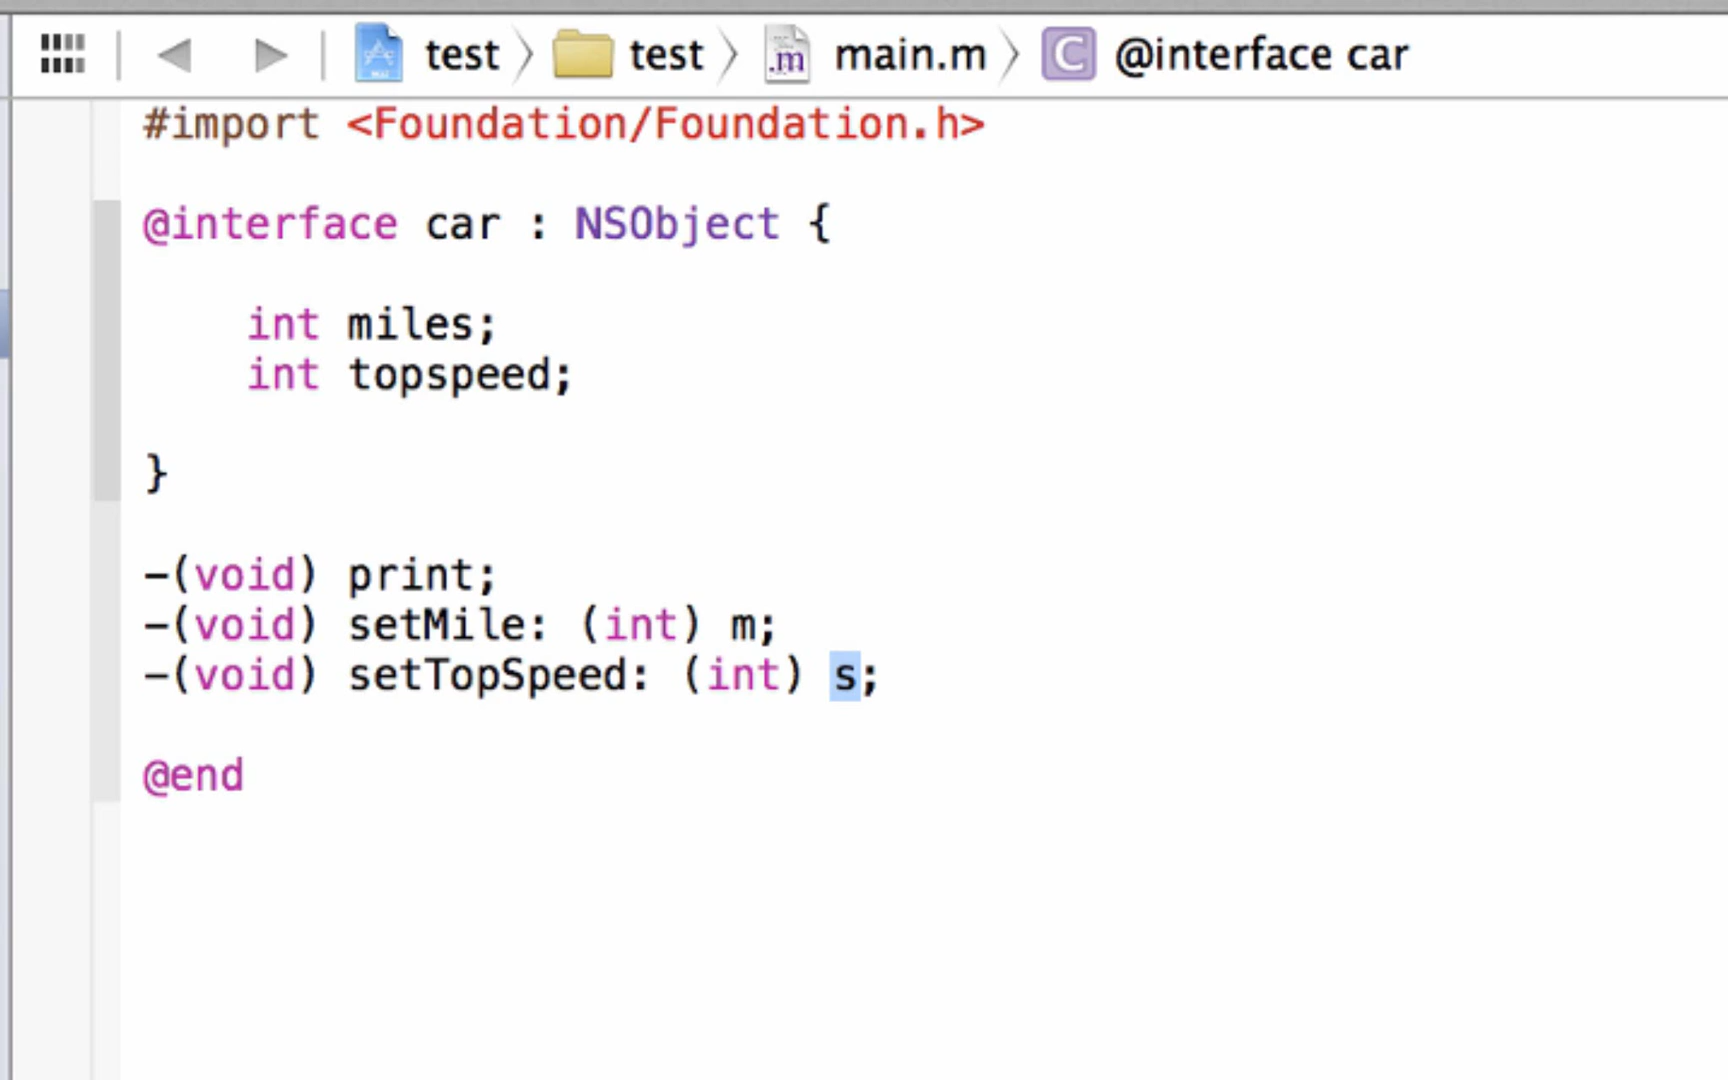 test test main.m @interface car
#import <Foundation/Foundation.h>
@interface car : NSObject {
int miles;
int topspeed;
}
-(void) print;
-(void) setMile: (int) m;
-(void) setTopSpeed: (int) s;
@end